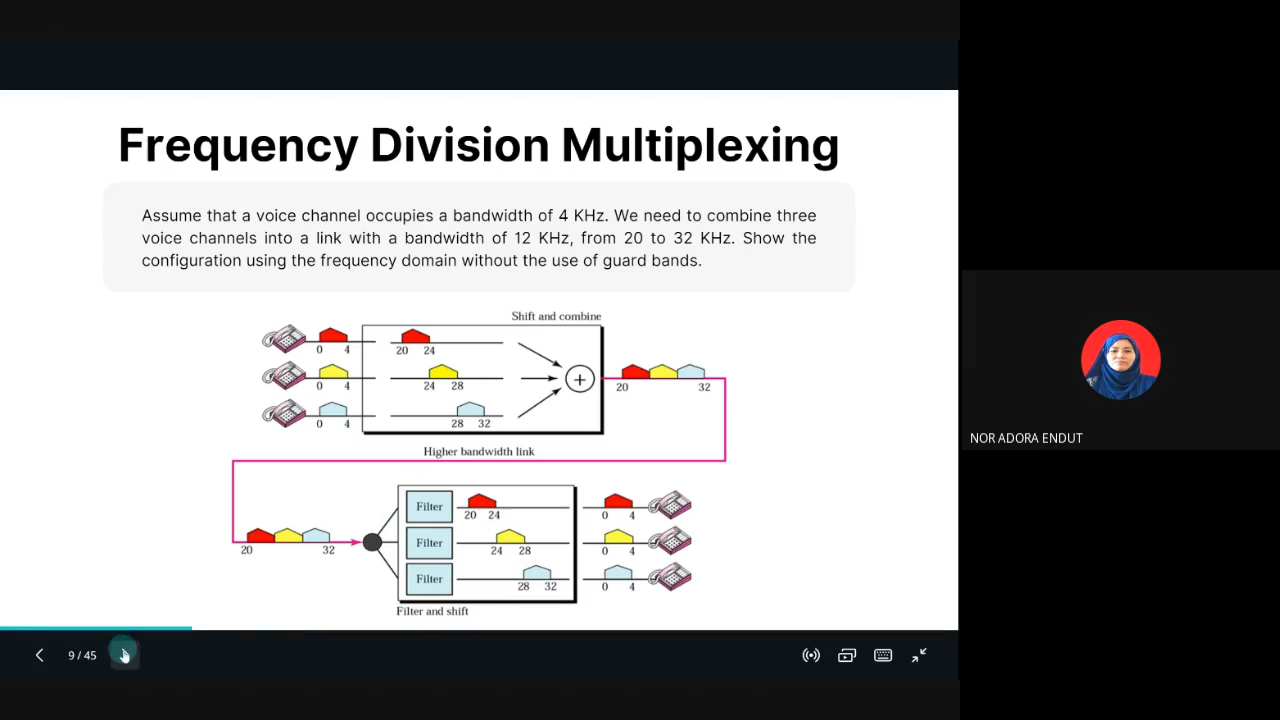 Frequency Division Multiplexing
Assume that a voice channel occupies a bandwidth of 4 KHz. We need to combine three
voice channels into a link with a bandwidth of 12 KHz, from 20 to 32 KHz. Show the
configuration using the frequency domain without the use of guard bands.
Shift and combine
0 4 20 24
0 4 24 28
+
20 32
0 4 28 32
Higher bandwidth link
Filter 20 24 0 4
Filter 24 28 0 4
20 32
Filter 28 32 0 4
Filter and shift
NOR ADORA ENDUT
9 / 45